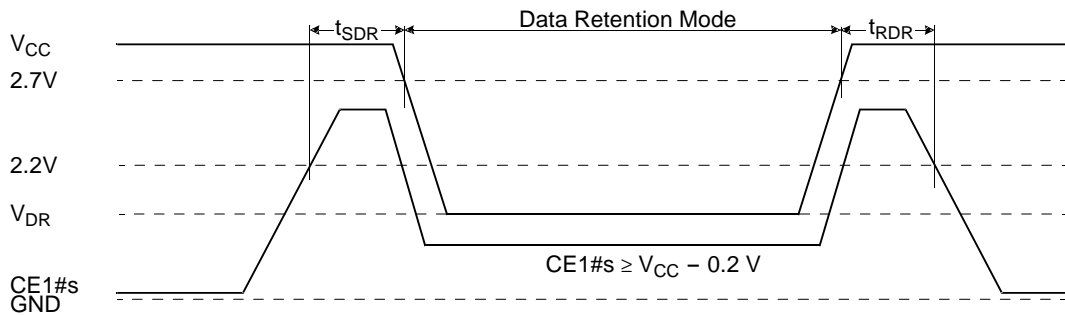 Data Retention Mode
tSDR
tRDR
VCC
2.7V
2.2V
VDR
CE1#s ≥ VCC – 0.2 V
CE1#s
GND